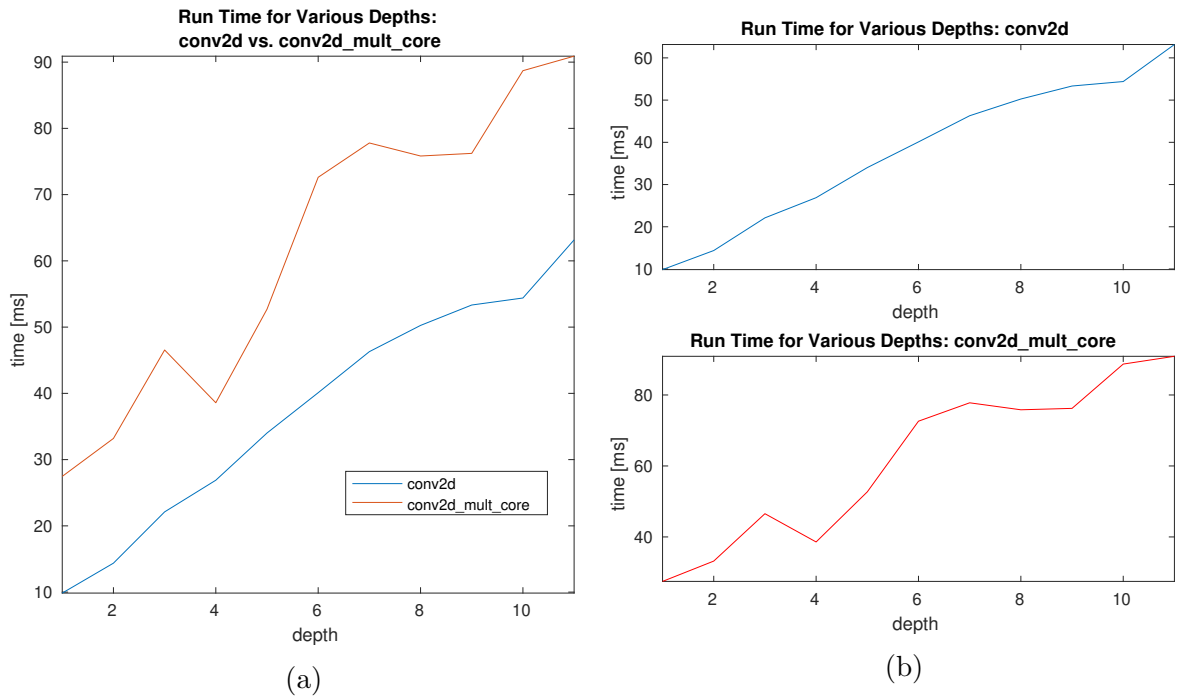 Run Time for Various Depths:
conv2d vs. conv2d_mult_core
90
80
70
60
50
40
30
20
10
time [ms]
2 4 6 8 10
depth
conv2d
conv2d_mult_core
(a)
Run Time for Various Depths: conv2d
60
50
40
30
20
10
time [ms]
2 4 6 8 10
depth
Run Time for Various Depths: conv2d_mult_core
80
60
40
time [ms]
2 4 6 8 10
depth
(b)